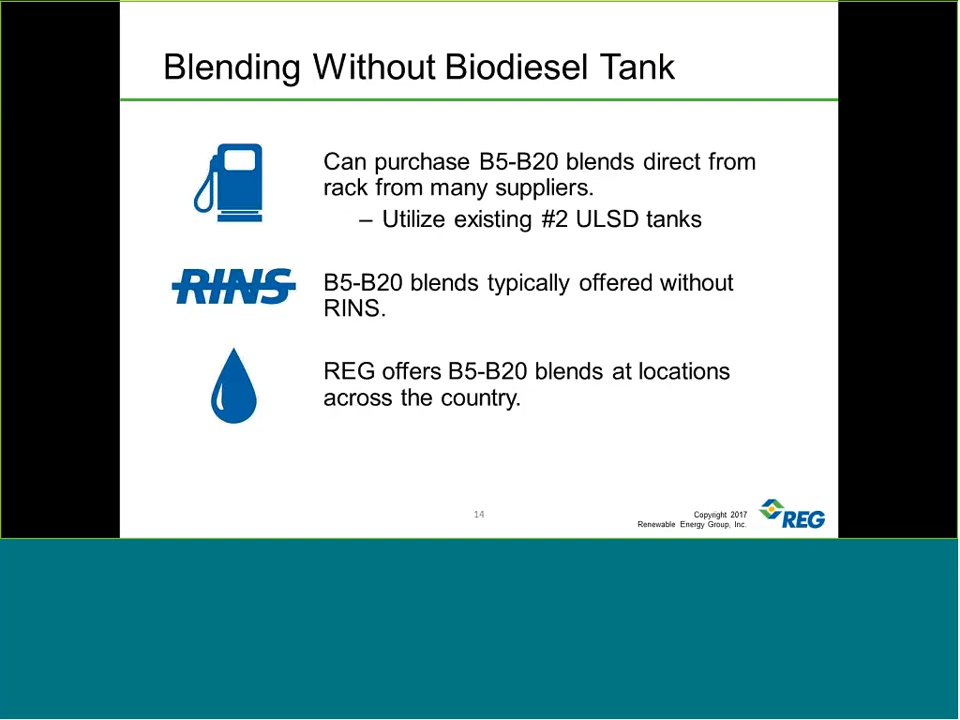 Blending Without Biodiesel Tank
Can purchase B5-B20 blends direct from
rack from many suppliers.
– Utilize existing #2 ULSD tanks
RINS
B5-B20 blends typically offered without
RINS.
REG offers B5-B20 blends at locations
across the country.
14
Copyright 2017
Renewable Energy Group, Inc.
REG